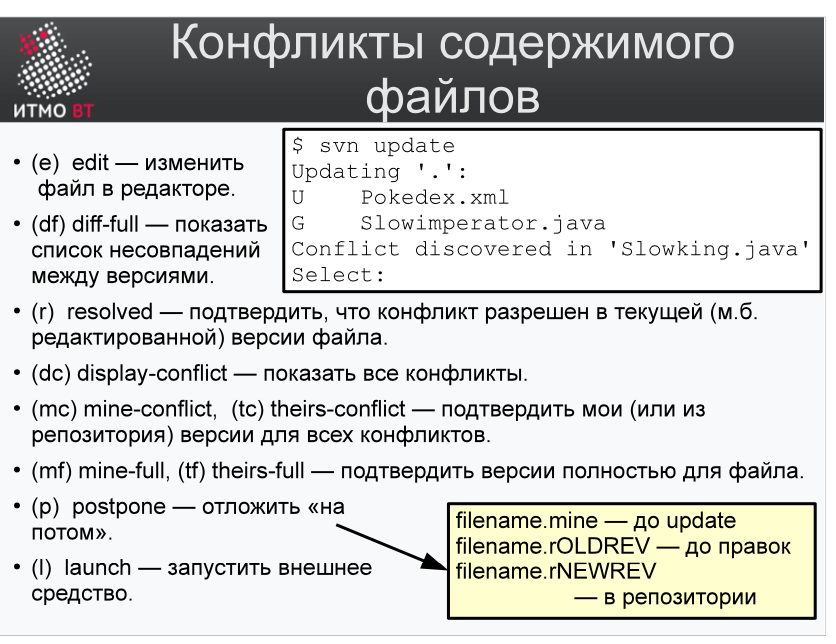 ИТМО ВТ
Конфликты содержимого
файлов
• (e) edit — изменить
файл в редакторе.
• (df) diff-full — показать
список несовпадений
между версиями.
$ svn update
Updating '.':
U    Pokedex.xml
G    Slowimperator.java
Conflict discovered in 'Slowking.java'
Select:
• (r) resolved — подтвердить, что конфликт разрешен в текущей (м.б.
редактированной) версии файла.
• (dc) display-conflict — показать все конфликты.
• (mc) mine-conflict, (tc) theirs-conflict — подтвердить мои (или из
репозитория) версии для всех конфликтов.
• (mf) mine-full, (tf) theirs-full — подтвердить версии полностью для файла.
• (p) postpone — отложить «на
потом».
• (l) launch — запустить внешнее
средство.
filename.mine — до update
filename.rOLDREV — до правок
filename.rNEWREV
— в репозитории